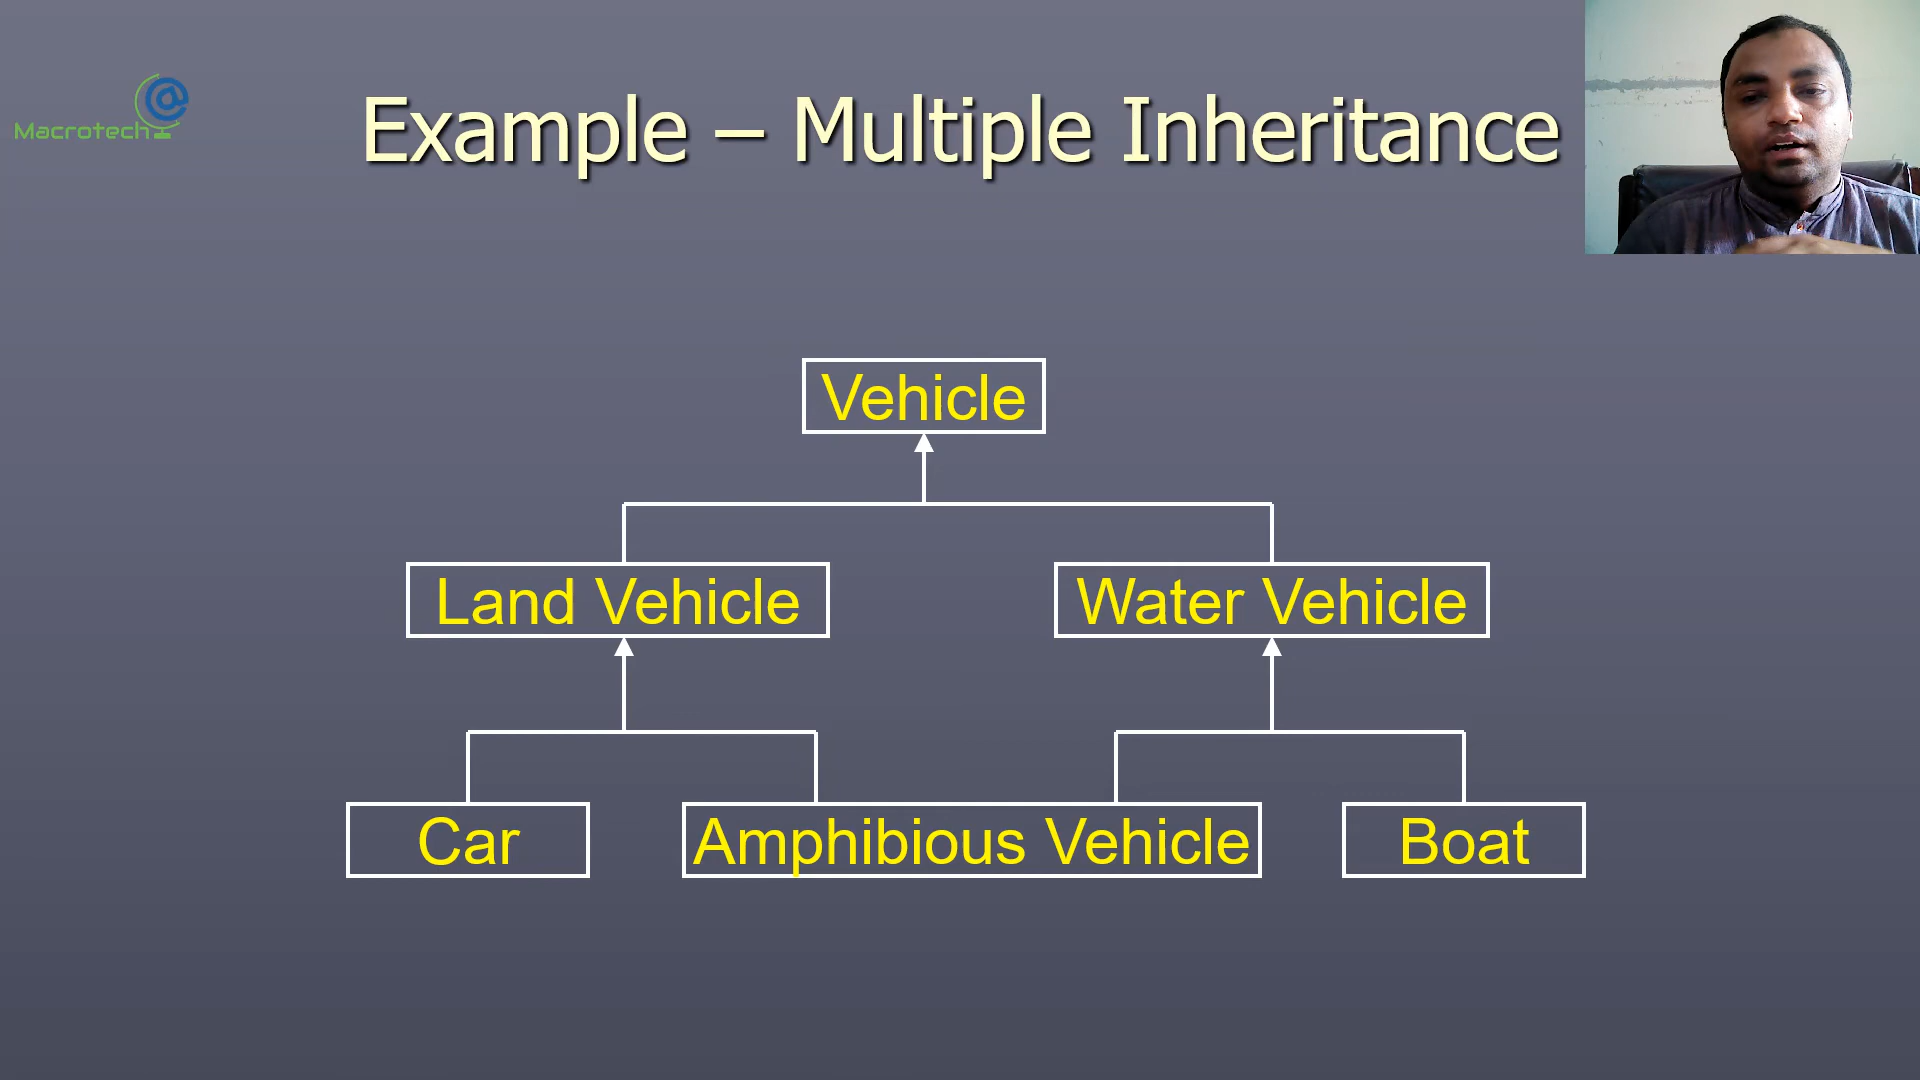 Macrotech
Example – Multiple Inheritance
Vehicle
Land Vehicle
Water Vehicle
Car
Amphibious Vehicle
Boat